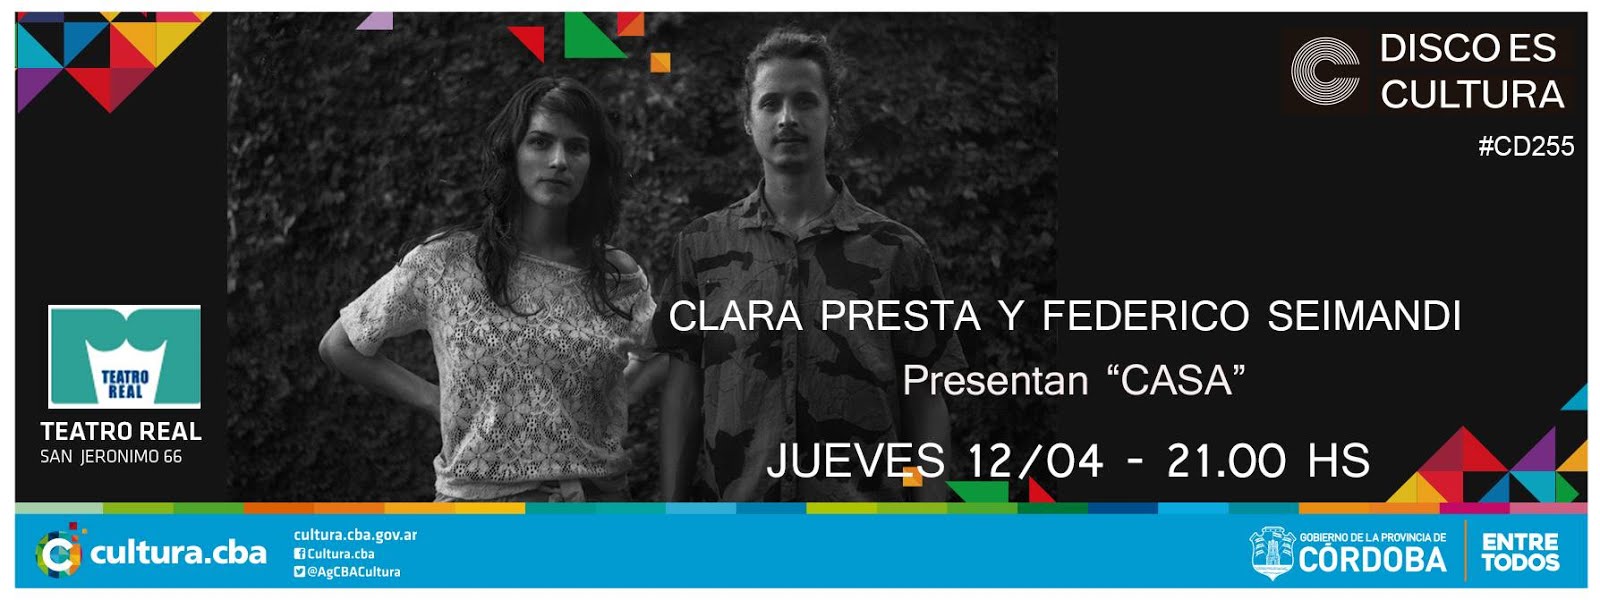 DISCO ES
CULTURA
#CD255
CLARA PRESTA Y FEDERICO SEIMANDI
Presentan “CASA”
JUEVES 12/04 - 21.00 HS
TEATRO
REAL
TEATRO REAL
SAN JERONIMO 66
cultura.cba
cultura.cba.gov.ar
Cultura.cba
@AgCBACultura
GOBIERNO DE LA PROVINCIA DE
CÓRDOBA
ENTRE
TODOS